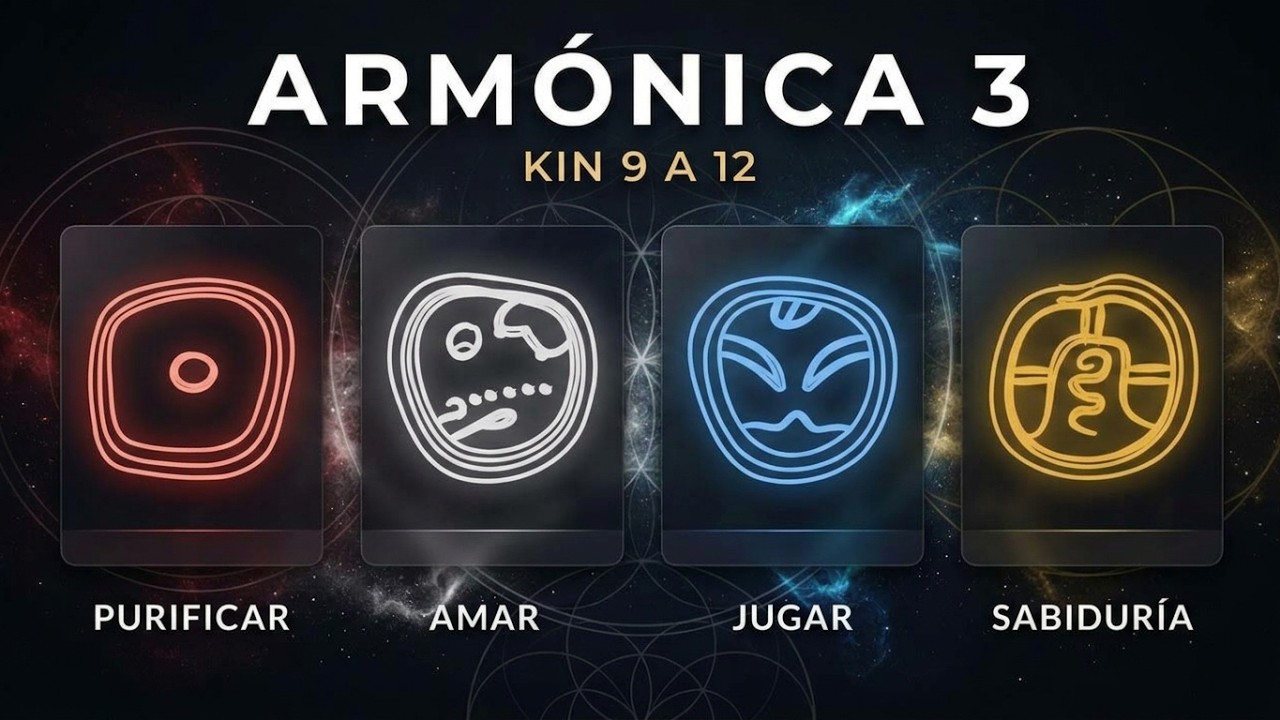 ARMÓNICA 3
KIN 9 A 12
PURIFICAR
AMAR
JUGAR
SABIDURÍA